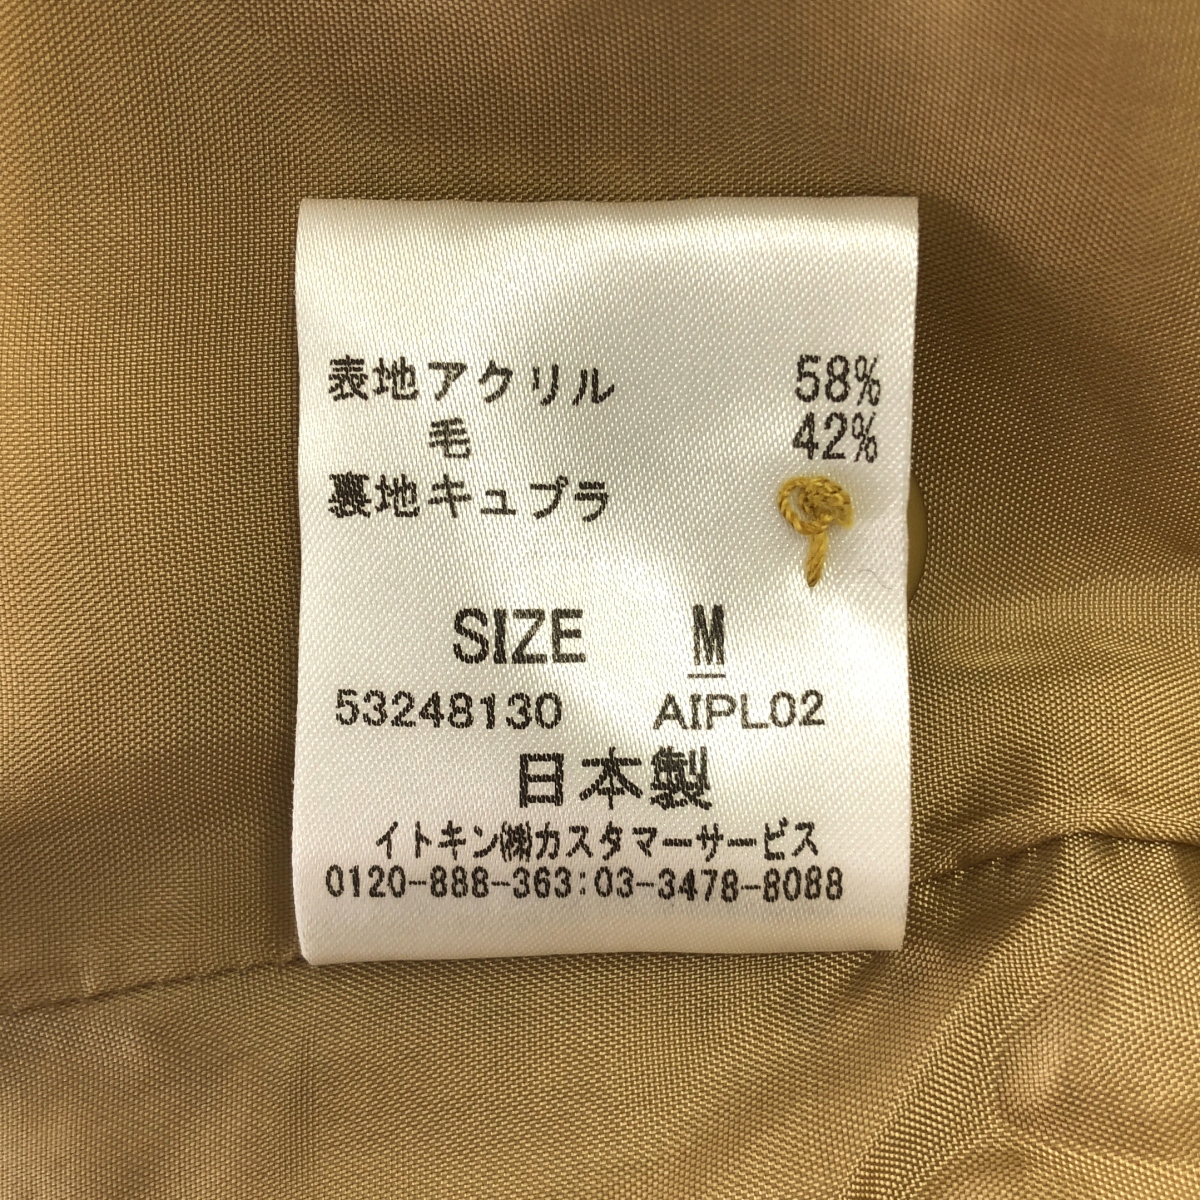 表地アクリル 58%
毛 42%
裏地キュプラ
SIZE M
53248130 AIPL02
日本製
イトキン㈱カスタマーサービス
0120-888-363:03-3478-8088